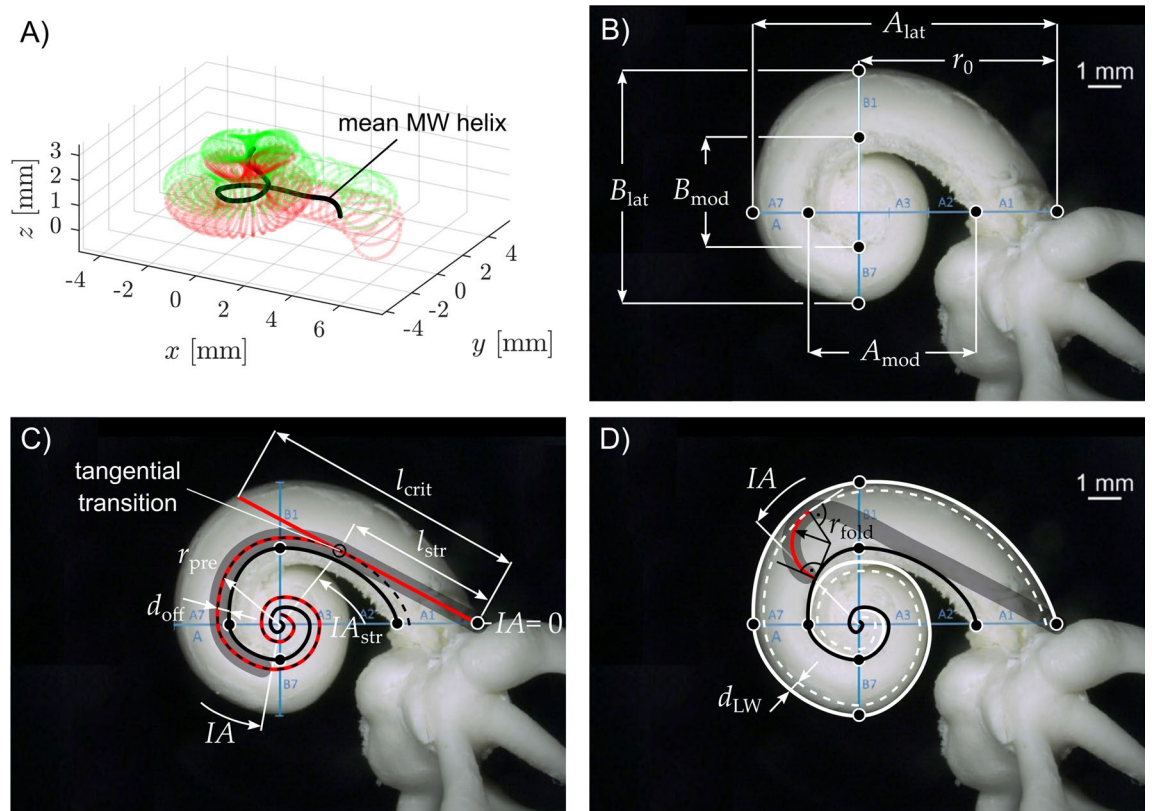 A)
mean MW helix
3
2
1
0
z [mm]
-4
-2
0
2
4
6
x [mm]
-4
-2
0
2
4
y [mm]
B)
A_lat
r_0
1 mm
B1
B_lat
B_mod
A7
A3
A2
A1
A
B7
A_mod
C)
tangential
transition
l_crit
B1
l_str
r_pre
d_off
A7
A3
A2
A1
A
IA_str
IA = 0
B7
IA
D)
1 mm
IA
B1
r_fold
A7
A3
A2
A1
A
B7
d_LW